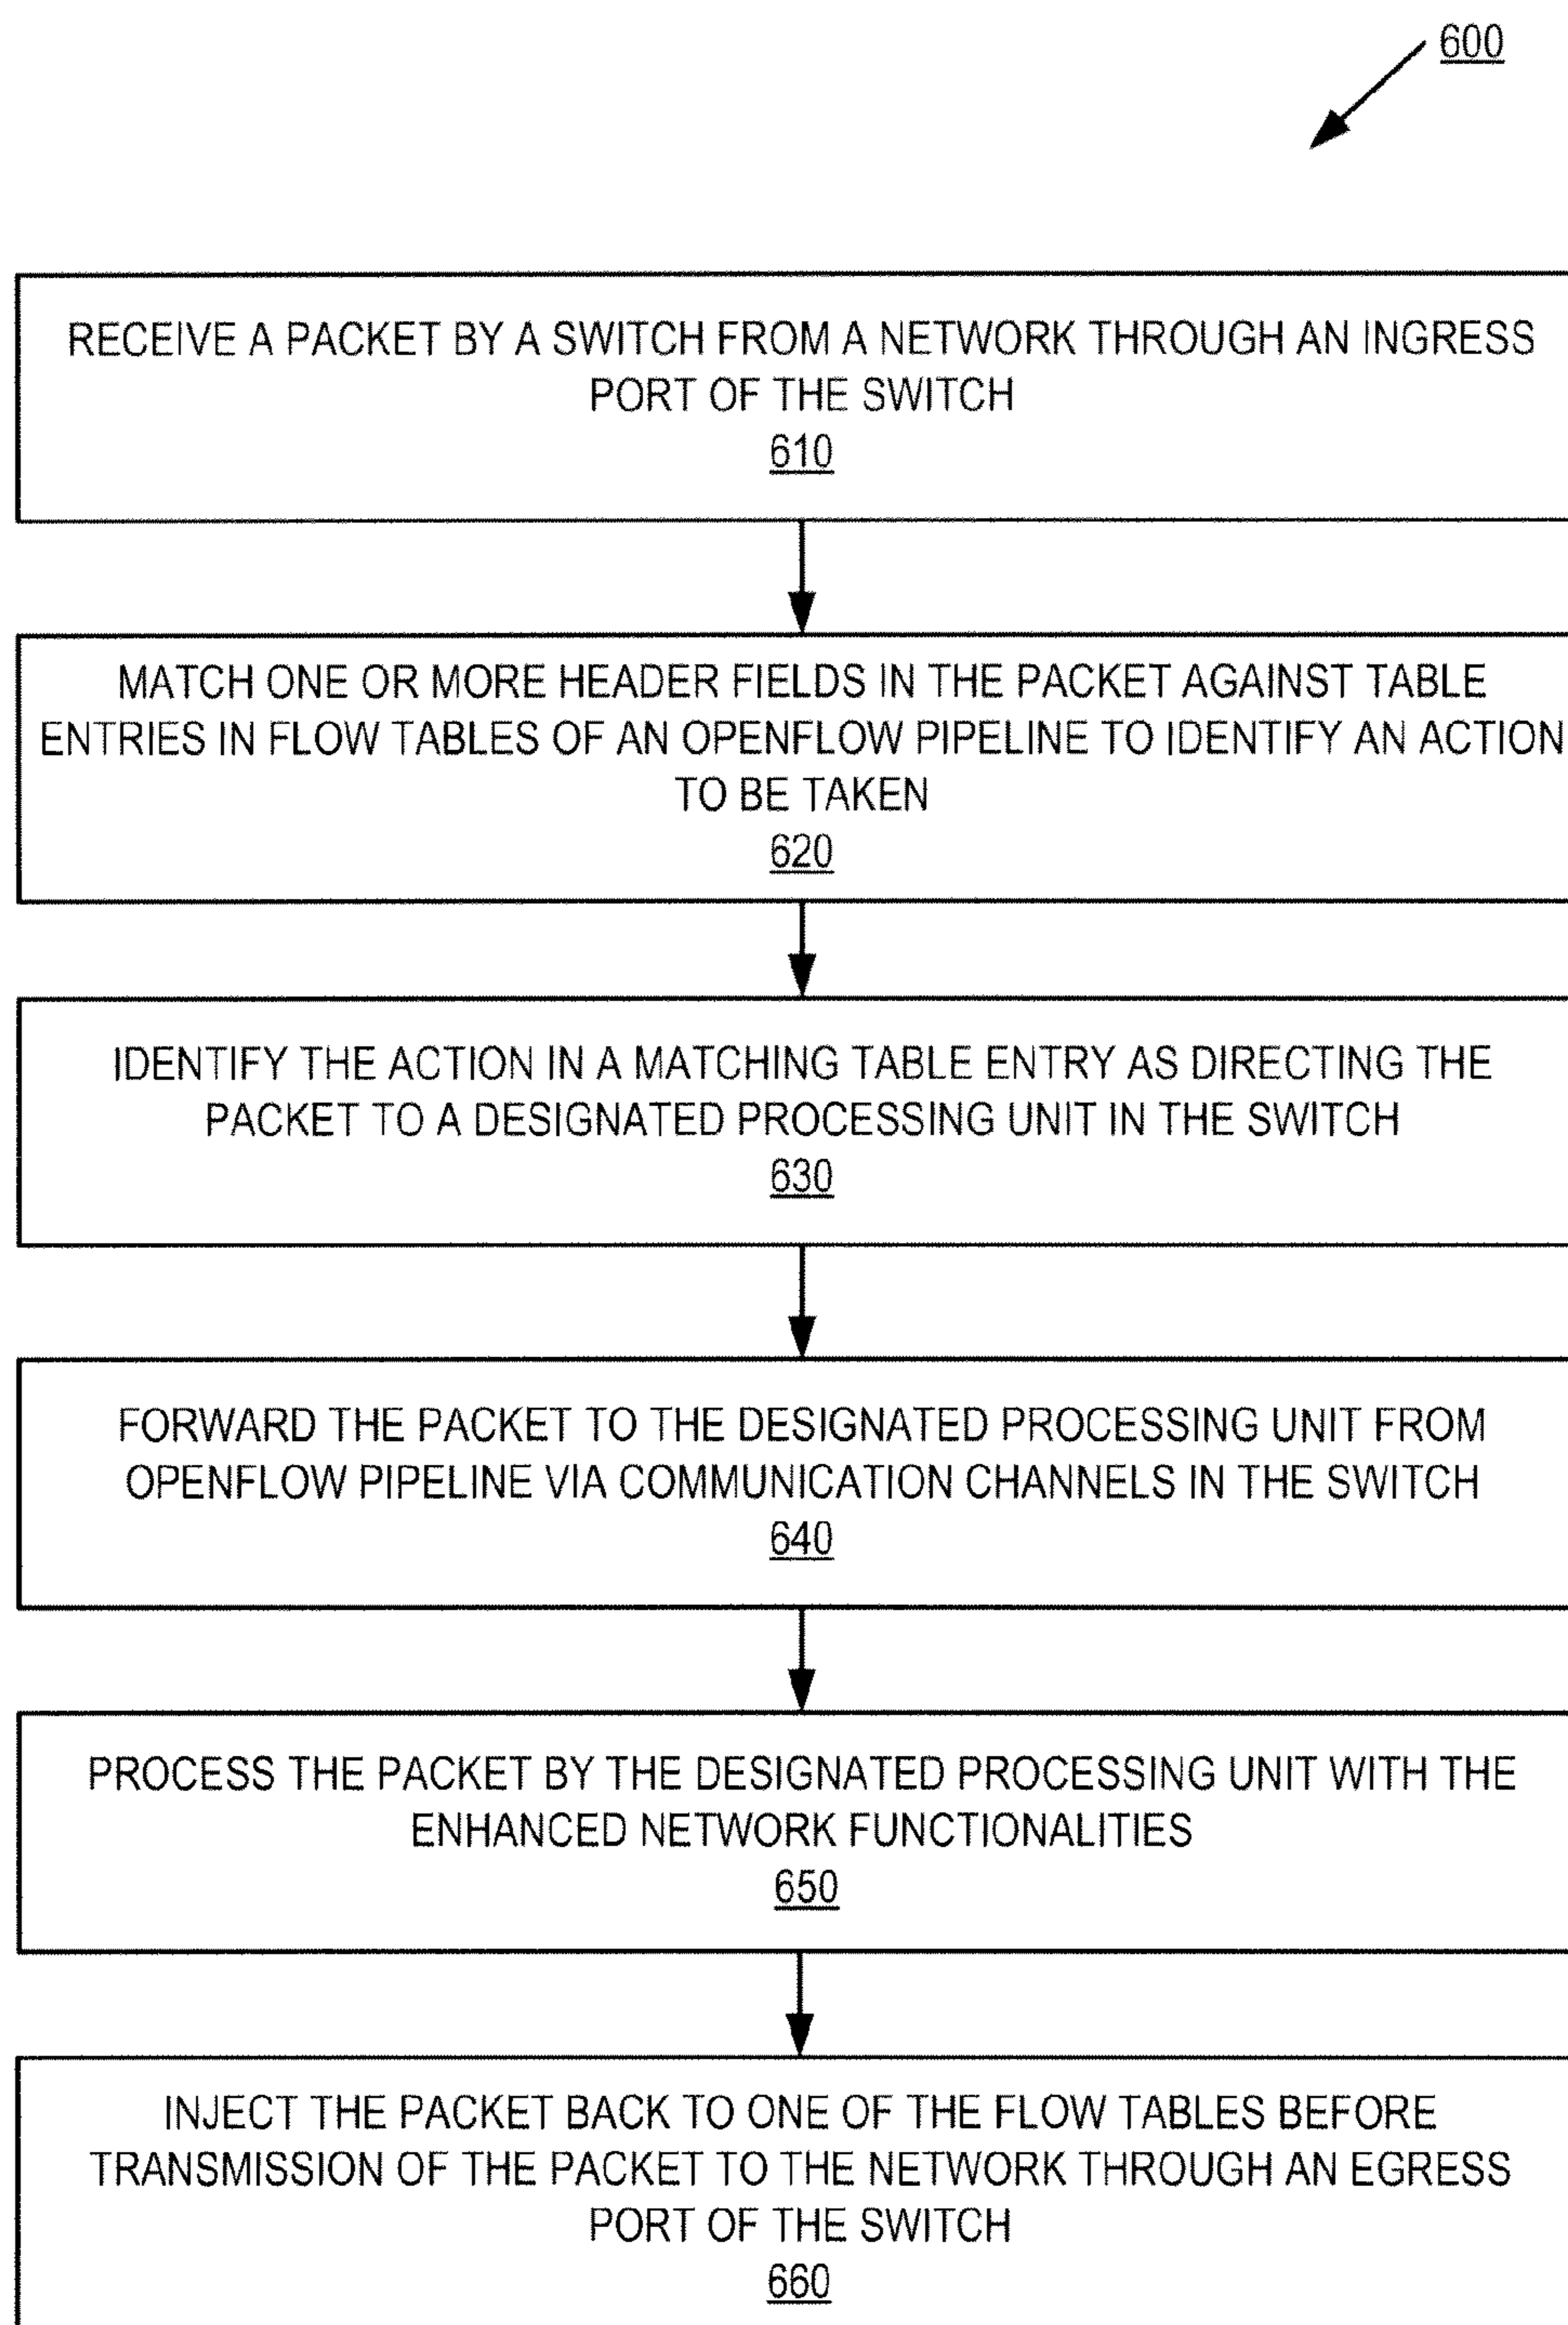 600
RECEIVE A PACKET BY A SWITCH FROM A NETWORK THROUGH AN INGRESS
PORT OF THE SWITCH
610
MATCH ONE OR MORE HEADER FIELDS IN THE PACKET AGAINST TABLE
ENTRIES IN FLOW TABLES OF AN OPENFLOW PIPELINE TO IDENTIFY AN ACTION
TO BE TAKEN
620
IDENTIFY THE ACTION IN A MATCHING TABLE ENTRY AS DIRECTING THE
PACKET TO A DESIGNATED PROCESSING UNIT IN THE SWITCH
630
FORWARD THE PACKET TO THE DESIGNATED PROCESSING UNIT FROM
OPENFLOW PIPELINE VIA COMMUNICATION CHANNELS IN THE SWITCH
640
PROCESS THE PACKET BY THE DESIGNATED PROCESSING UNIT WITH THE
ENHANCED NETWORK FUNCTIONALITIES
650
INJECT THE PACKET BACK TO ONE OF THE FLOW TABLES BEFORE
TRANSMISSION OF THE PACKET TO THE NETWORK THROUGH AN EGRESS
PORT OF THE SWITCH
660